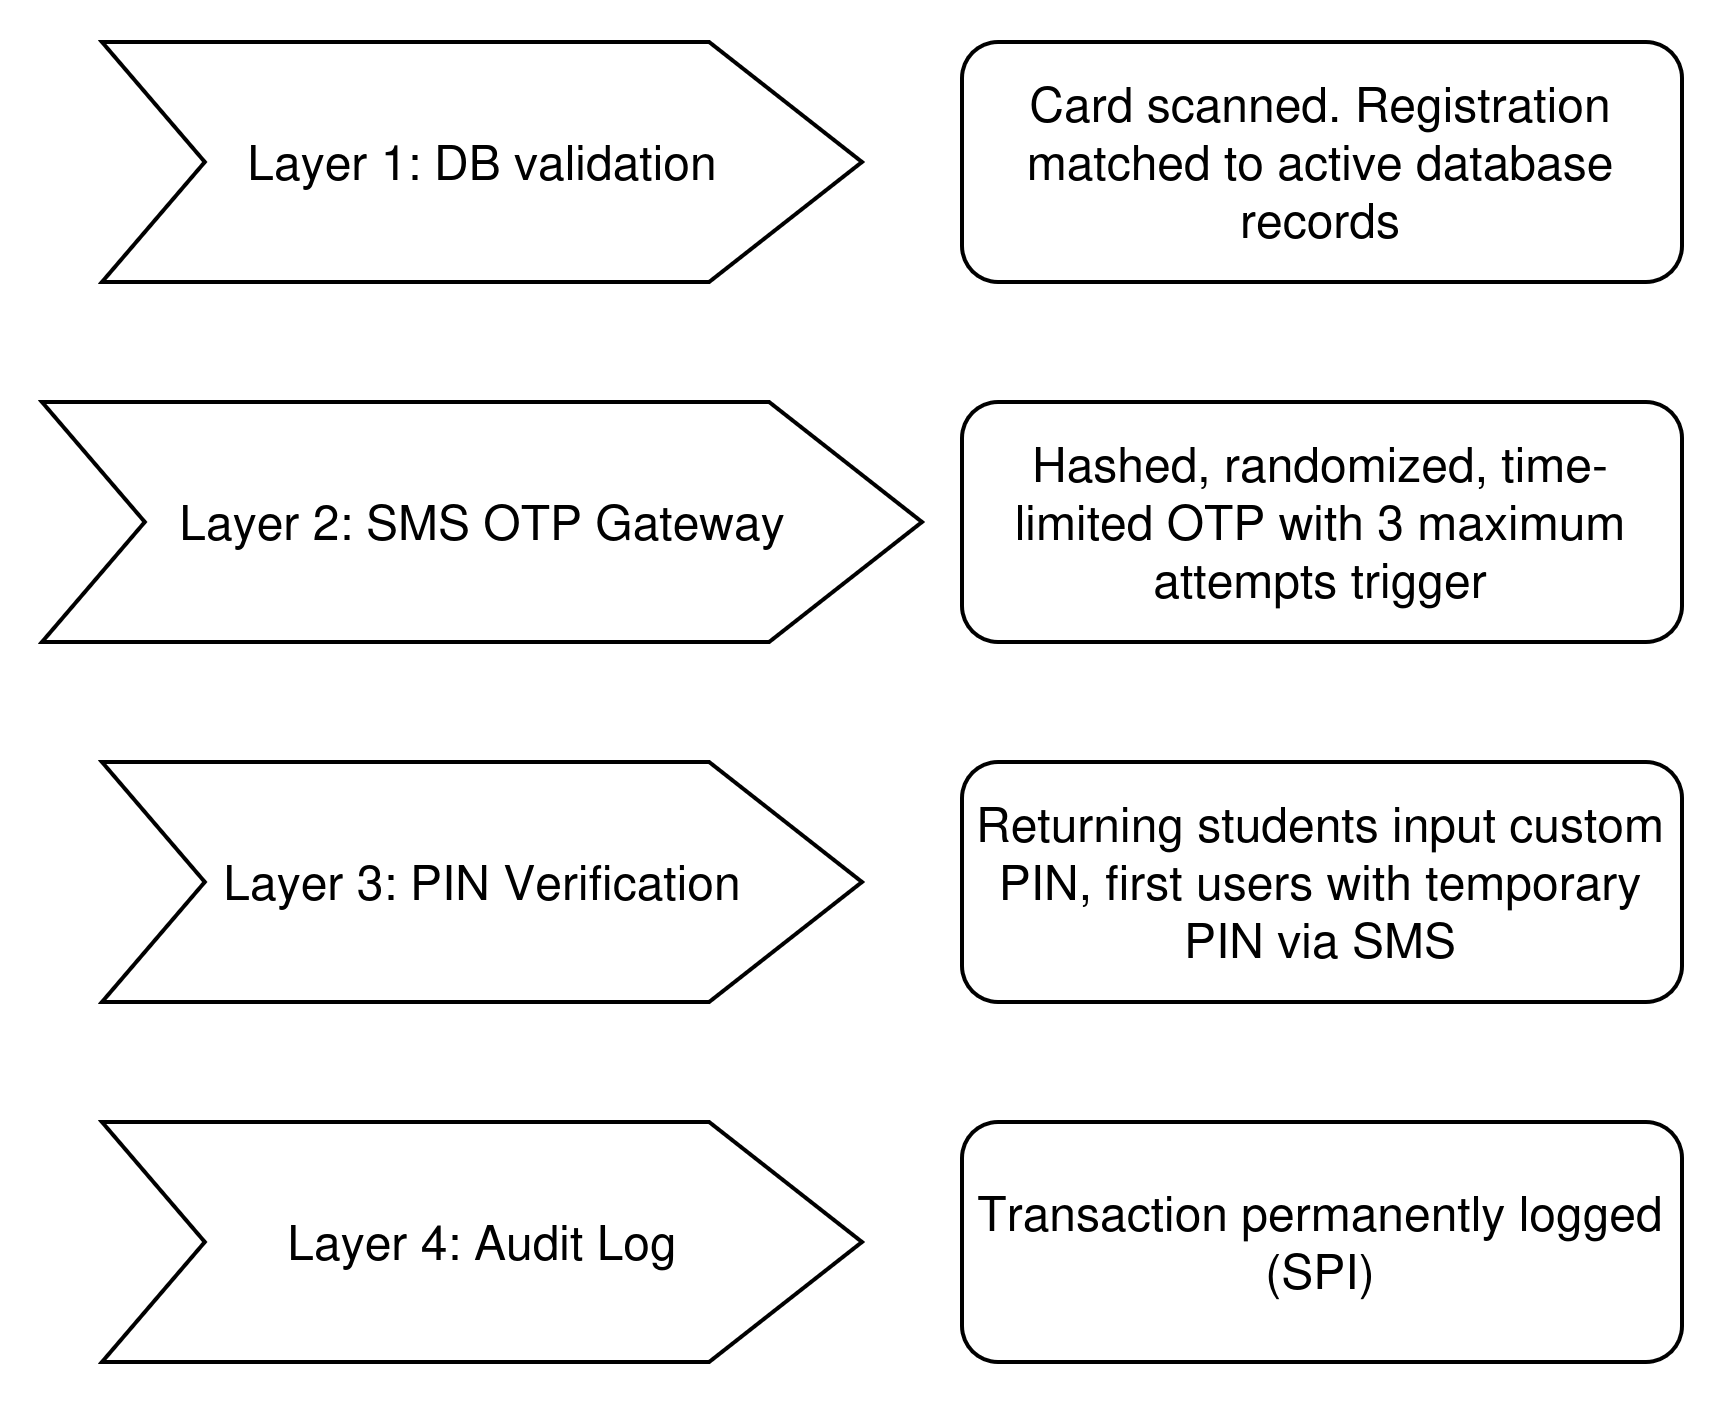 Layer 1: DB validation
Card scanned. Registration
matched to active database
records
Layer 2: SMS OTP Gateway
Hashed, randomized, time-
limited OTP with 3 maximum
attempts trigger
Layer 3: PIN Verification
Returning students input custom
PIN, first users with temporary
PIN via SMS
Layer 4: Audit Log
Transaction permanently logged
(SPI)